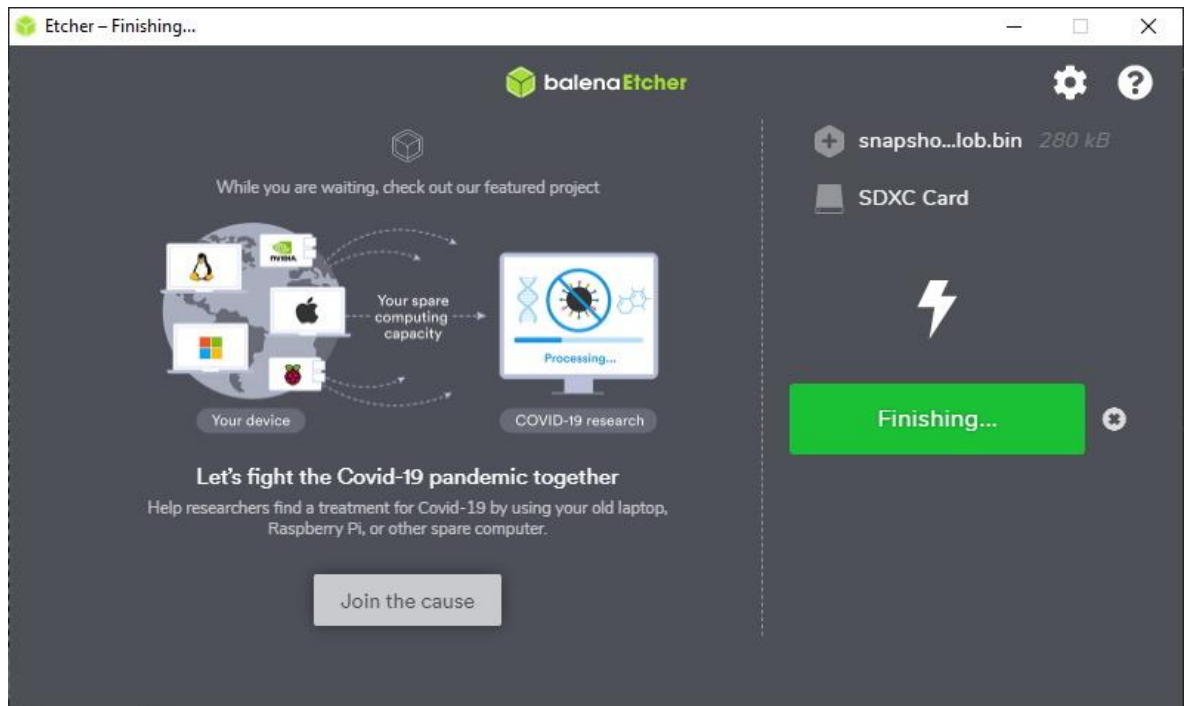 Etcher – Finishing...
balenaEtcher
While you are waiting, check out our featured project
NVIDIA
Your spare
computing
capacity
Processing...
Your device
COVID-19 research
Let's fight the Covid-19 pandemic together
Help researchers find a treatment for Covid-19 by using your old laptop,
Raspberry Pi, or other spare computer.
Join the cause
snapsho...lob.bin 280 kB
SDXC Card
Finishing...